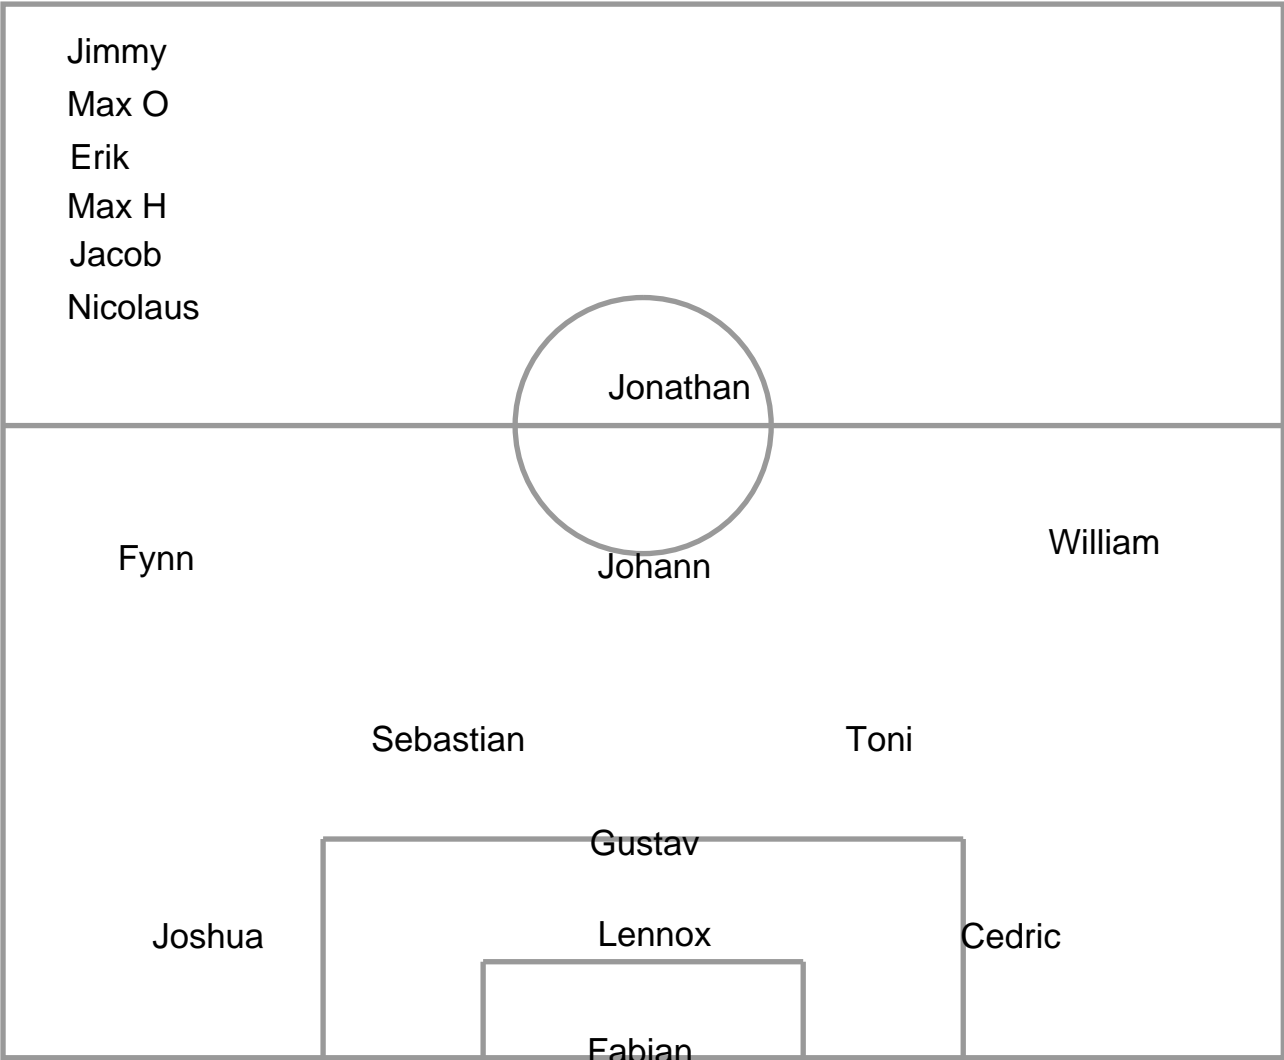 Jimmy
Max O
Erik
Max H
Jacob
Nicolaus
Jonathan
Fynn Johann William
Sebastian Toni
Gustav
Joshua Lennox Cedric
Fabian